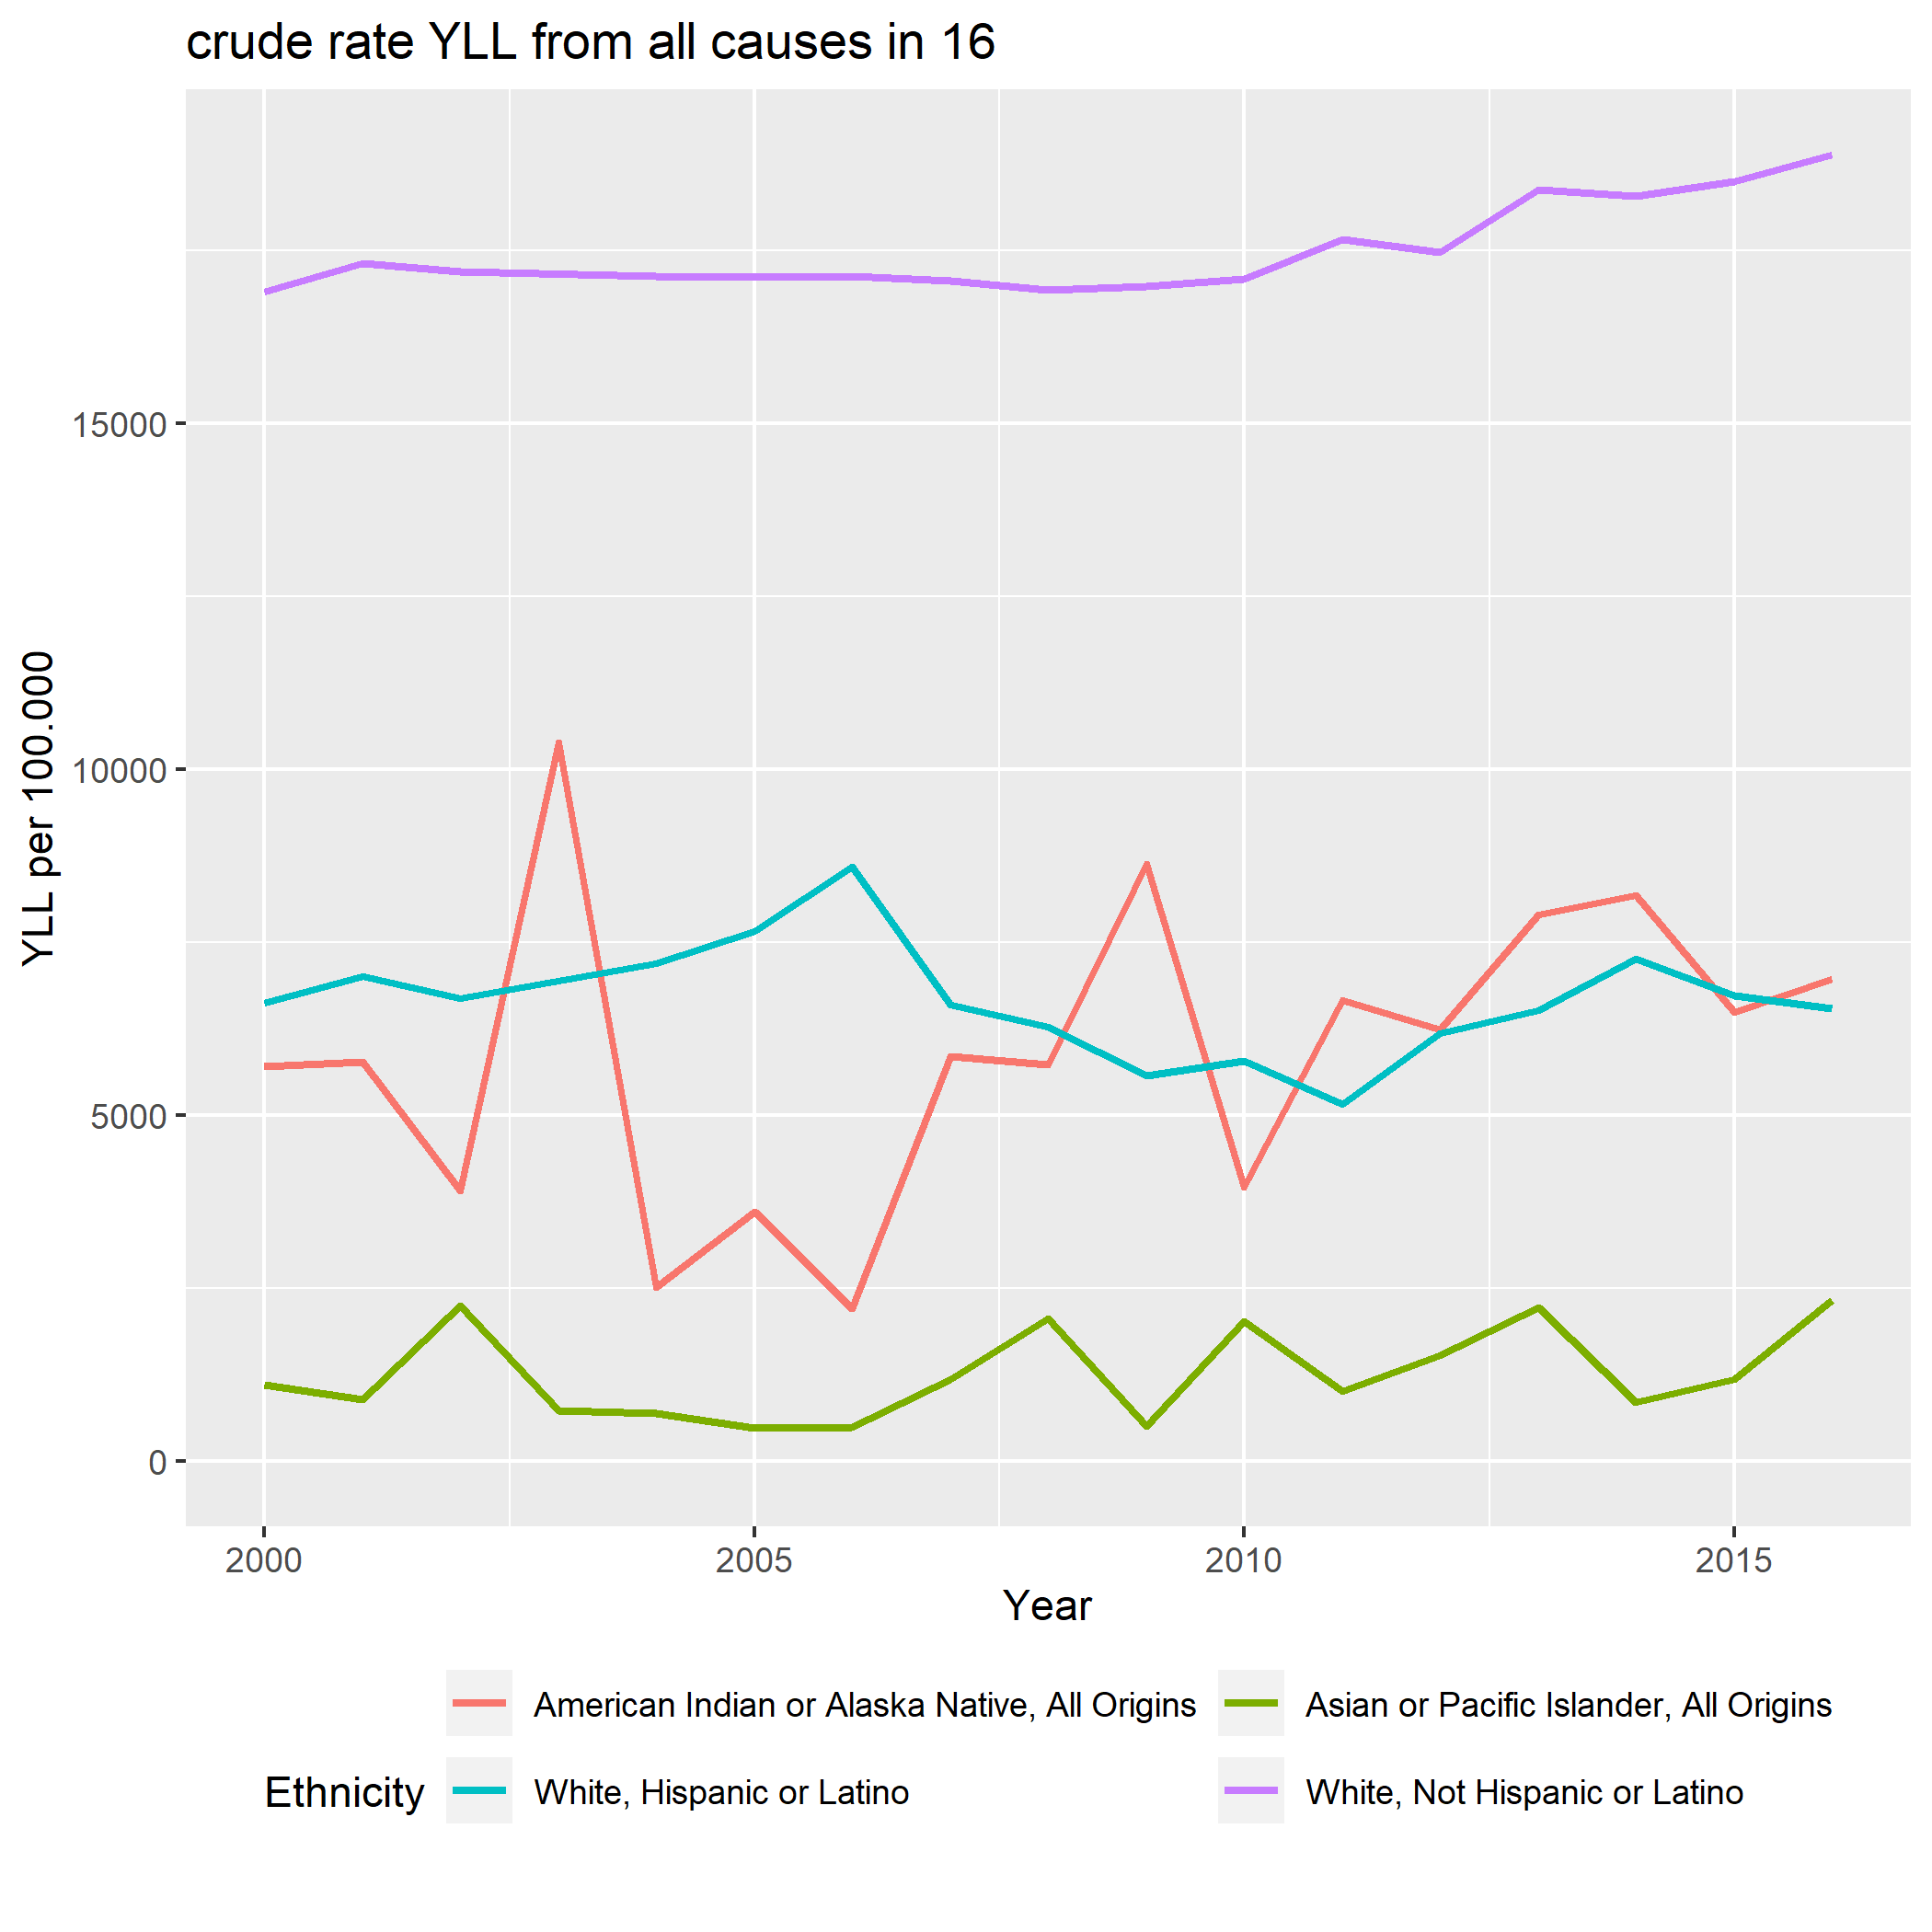 crude rate YLL from all causes in 16
YLL per 100.000
15000
10000
5000
0
2000
2005
2010
2015
Year
Ethnicity
American Indian or Alaska Native, All Origins
Asian or Pacific Islander, All Origins
White, Hispanic or Latino
White, Not Hispanic or Latino